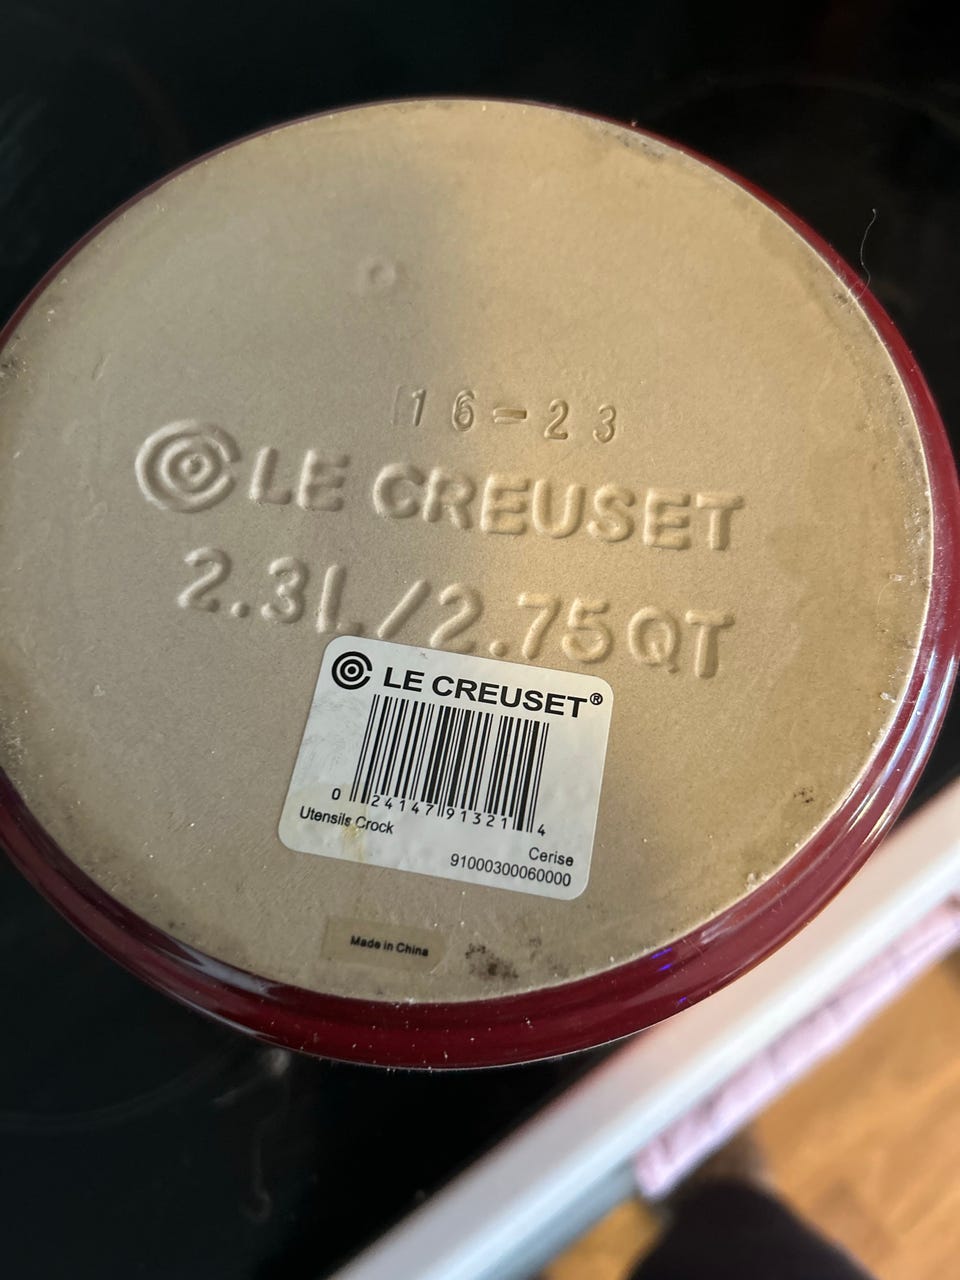 16-23
LE CREUSET
2.3L/2.75QT
LE CREUSET®
0 24147 91321 4
Utensils Crock
Cerise
91000300060000
Made in China